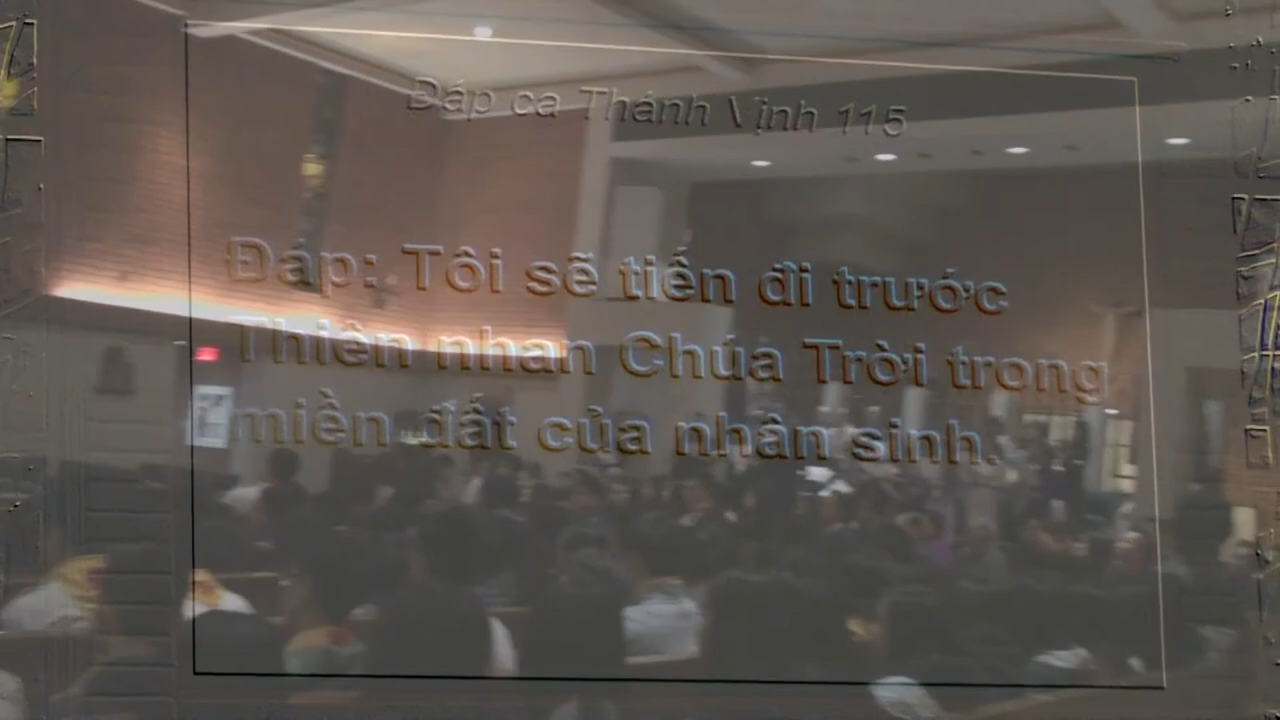 Đáp ca Thánh Vịnh 115
Đáp: Tôi sẽ tiến đi trước
Thiên nhan Chúa Trời trong
miền đất của nhân sinh.